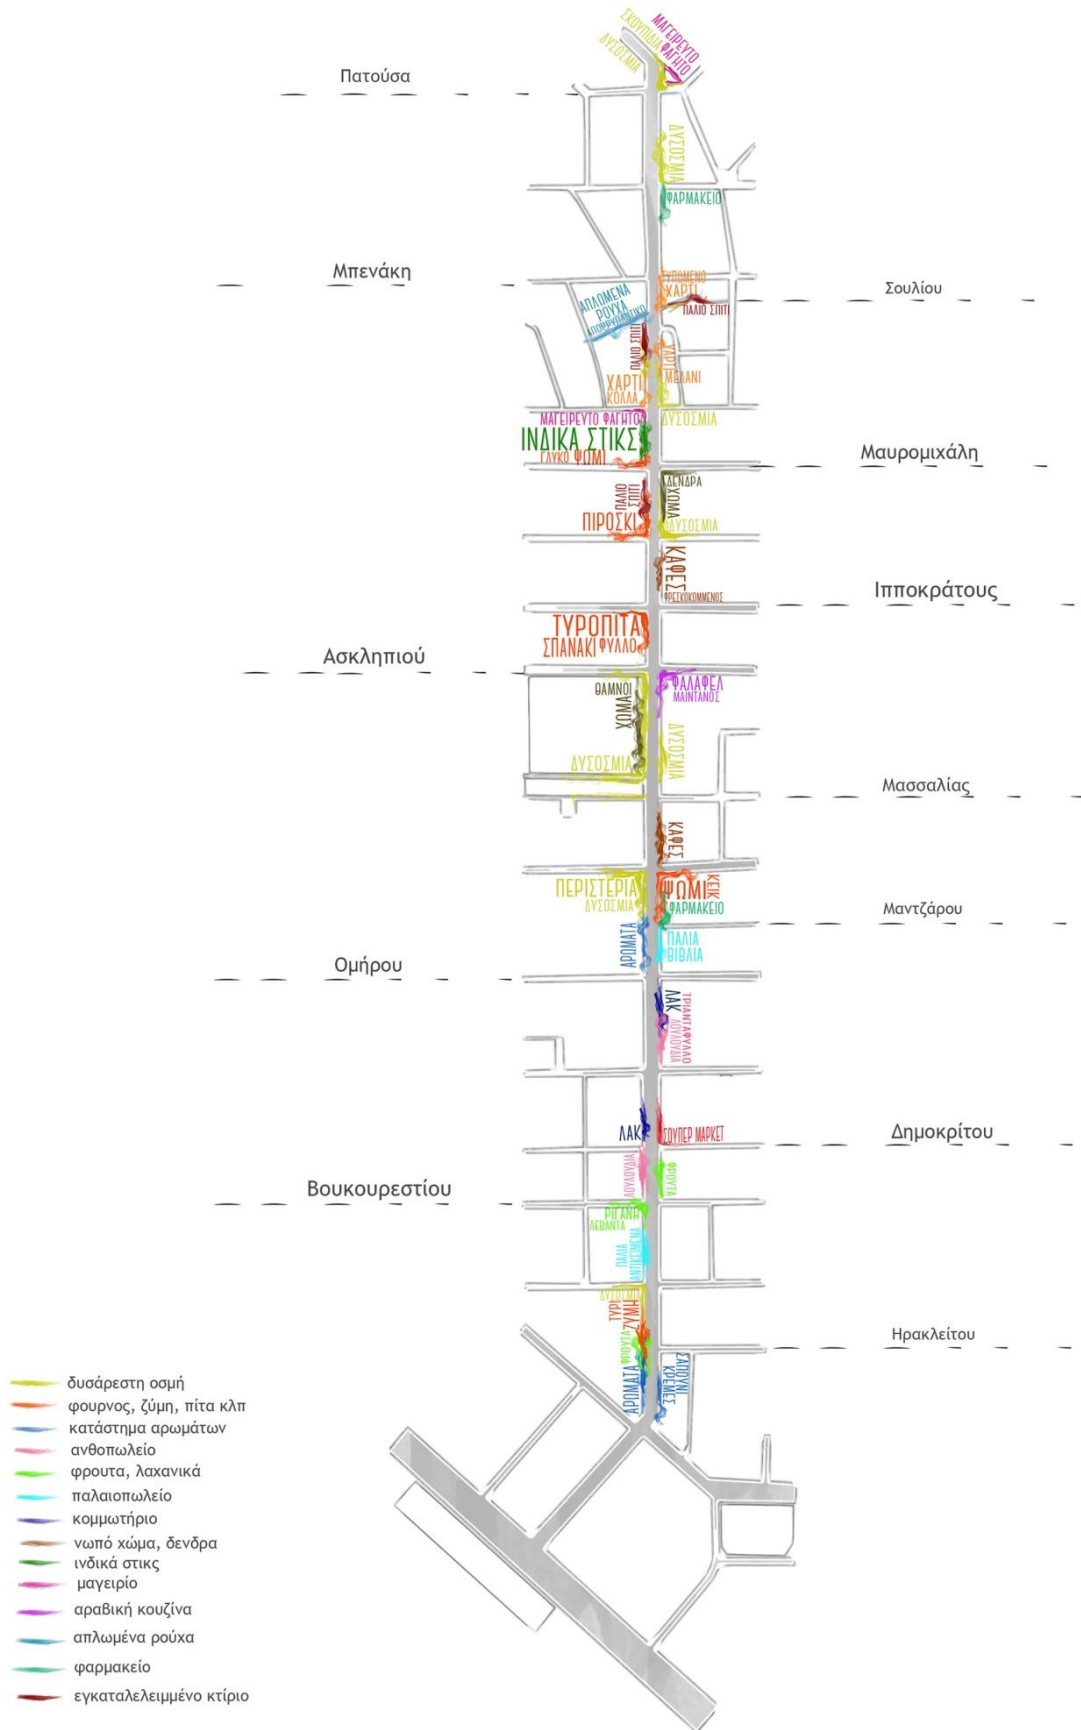 ΜΑΓΕΙΡΕΥΤΟ
ΦΑΓΗΤΟ
ΣΚΟΥΠΙΔΙΑ
ΔΥΣΟΣΜΙΑ
Πατούσα
ΔΥΣΟΣΜΙΑ
ΦΑΡΜΑΚΕΙΟ
Μπενάκη
ΤΥΠΩΜΕΝΟ
ΧΑΡΤΙ
Σουλίου
ΠΑΛΙΟ ΣΠΙΤΙ
ΑΠΛΩΜΕΝΑ
ΡΟΥΧΑ
ΑΠΟΡΡΥΠΑΝΤΙΚΟ
ΠΑΛΙΟ ΣΠΙΤΙ
ΧΑΡΤΙ
ΜΕΛΑΝΙ
ΧΑΡΤΙ
ΚΟΛΛΑ
ΜΑΓΕΙΡΕΥΤΟ ΦΑΓΗΤΟ
ΔΥΣΟΣΜΙΑ
ΙΝΔΙΚΑ ΣΤΙΚΣ
ΓΛΥΚΟ ΨΩΜΙ
Μαυρομιχάλη
ΠΑΛΙΟ
ΣΠΙΤΙ
ΔΕΝΔΡΑ
ΧΩΜΑ
ΠΙΡΟΣΚΙ
ΔΥΣΟΣΜΙΑ
ΚΑΦΕΣ
ΦΡΕΣΚΟΚΟΜΜΕΝΟΣ
Ιπποκράτους
ΤΥΡΟΠΙΤΑ
ΣΠΑΝΑΚΙ ΦΥΛΛΟ
Ασκληπιού
ΦΑΛΑΦΕΛ
ΜΑΙΝΤΑΝΟΣ
ΘΑΜΝΟΙ
ΧΩΜΑ
ΔΥΣΟΣΜΙΑ
ΔΥΣΟΣΜΙΑ
Μασσαλίας
ΚΑΦΕΣ
ΠΕΡΙΣΤΕΡΙΑ
ΔΥΣΟΣΜΙΑ
ΨΩΜΙ
ΚΕΙΚ
ΦΑΡΜΑΚΕΙΟ
Μαντζάρου
ΑΡΩΜΑΤΑ
ΠΑΛΙΑ
ΒΙΒΛΙΑ
Ομήρου
ΛΑΚ
ΤΡΙΑΝΤΑΦΥΛΛΟ
ΛΟΥΛΟΥΔΙΑ
ΛΑΚ
ΣΟΥΠΕΡ ΜΑΡΚΕΤ
Δημοκρίτου
ΛΟΥΛΟΥΔΙΑ
ΦΡΟΥΤΑ
Βουκουρεστίου
ΡΙΓΑΝΗ
ΛΕΒΑΝΤΑ
ΠΑΛΙΑ
ΑΝΤΙΚΕΙΜΕΝΑ
ΔΥΣΟΣΜΙΑ
ΤΥΡΙ
ΖΥΜΗ
Ηρακλείτου
ΦΡΟΥΤΑ
ΑΡΩΜΑΤΑ
ΣΑΠΟΥΝΙ
ΚΡΕΜΕΣ
δυσάρεστη οσμή
φουρνος, ζύμη, πίτα κλπ
κατάστημα αρωμάτων
ανθοπωλείο
φρουτα, λαχανικά
παλαιοπωλείο
κομμωτήριο
νωπό χώμα, δενδρα
ινδικά στικς
μαγειρίο
αραβική κουζίνα
απλωμένα ρούχα
φαρμακείο
εγκαταλελειμμένο κτίριο